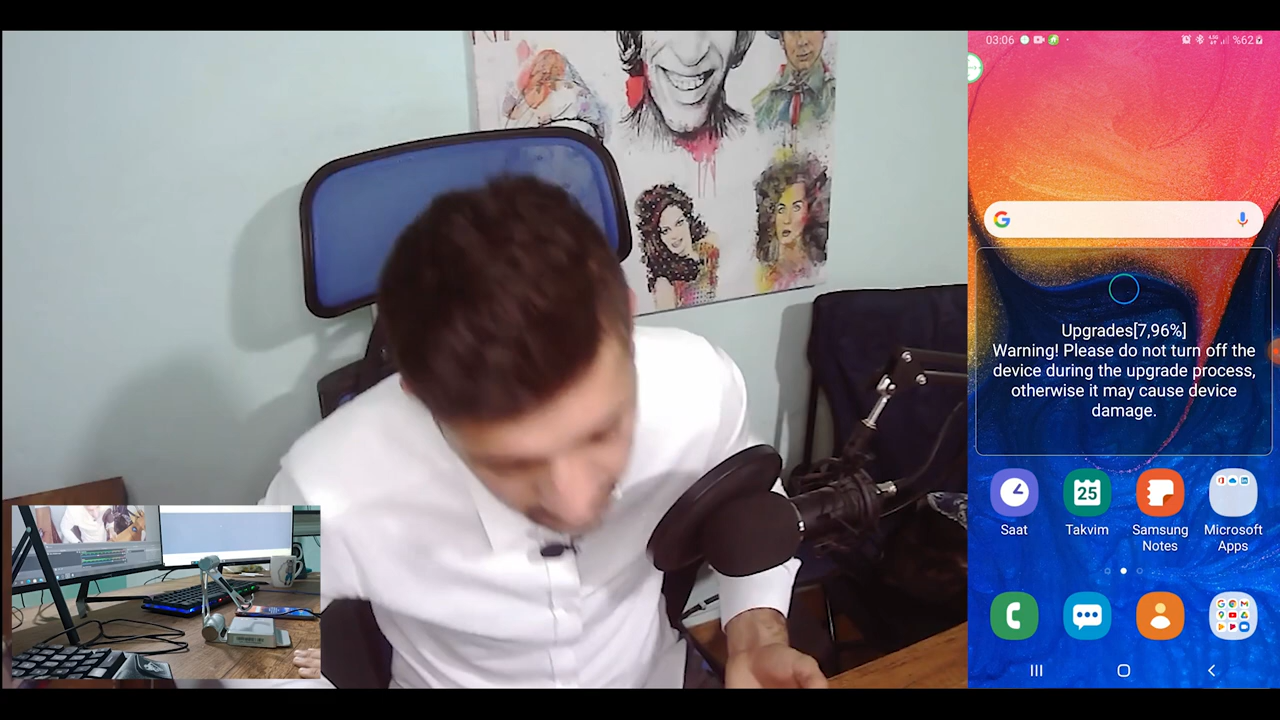 03:06
%62
Upgrades[7,96%]
Warning! Please do not turn off the
device during the upgrade process,
otherwise it may cause device
damage.
25
Saat
Takvim
Samsung
Notes
Microsoft
Apps